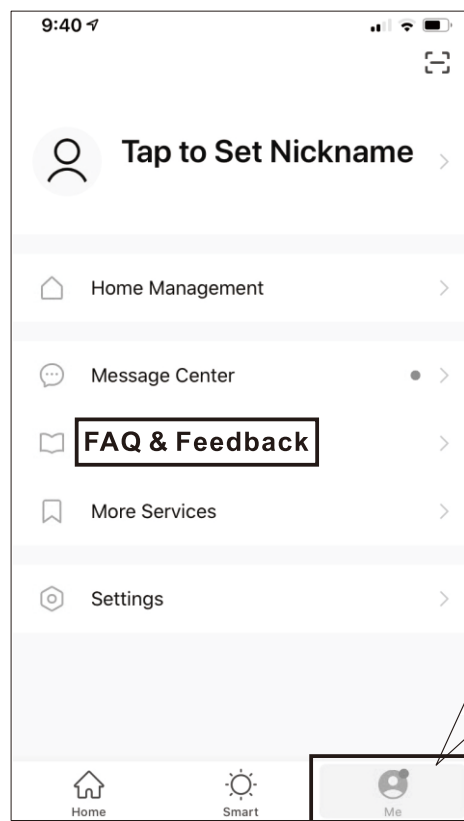 9:40
Tap to Set Nickname
Home Management
Message Center
FAQ & Feedback
More Services
Settings
Home
Smart
Me